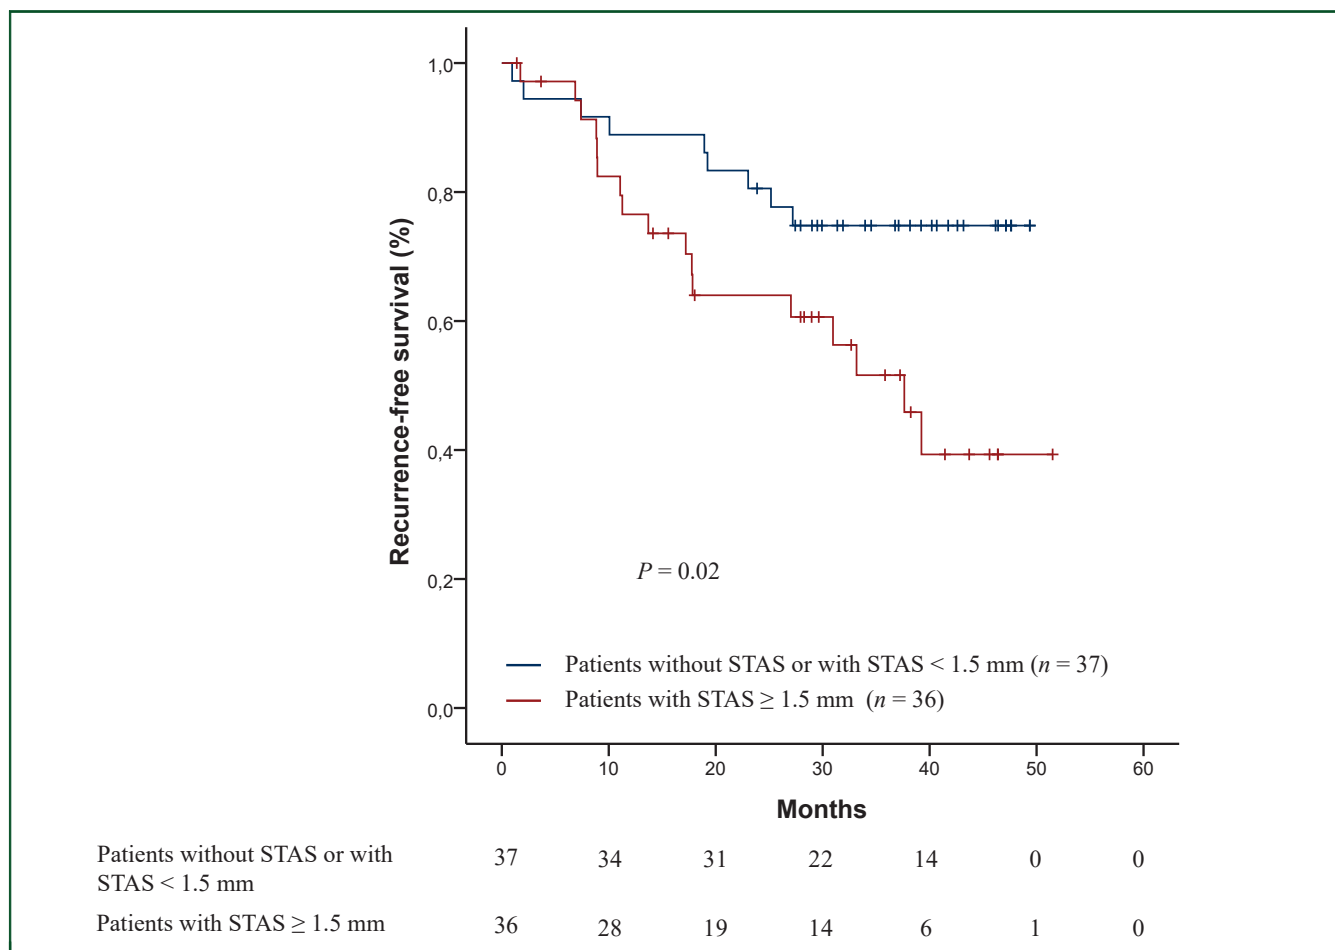 1,0
0,8
0,6
0,4
0,2
0,0
Recurrence-free survival (%)
P = 0.02
Patients without STAS or with STAS < 1.5 mm (n = 37)
Patients with STAS ≥ 1.5 mm (n = 36)
0 10 20 30 40 50 60
Months
Patients without STAS or with 37 34 31 22 14 0 0
STAS < 1.5 mm
Patients with STAS ≥ 1.5 mm 36 28 19 14 6 1 0